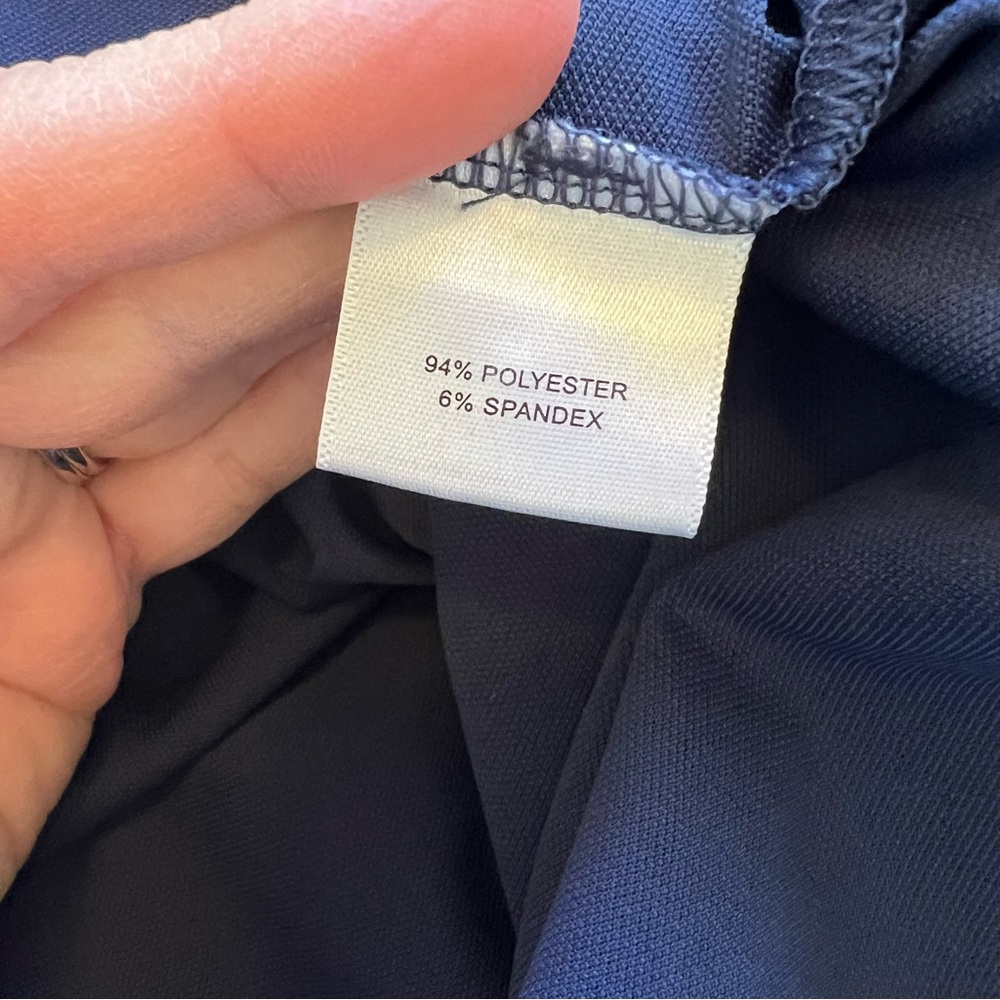 94% POLYESTER
6% SPANDEX